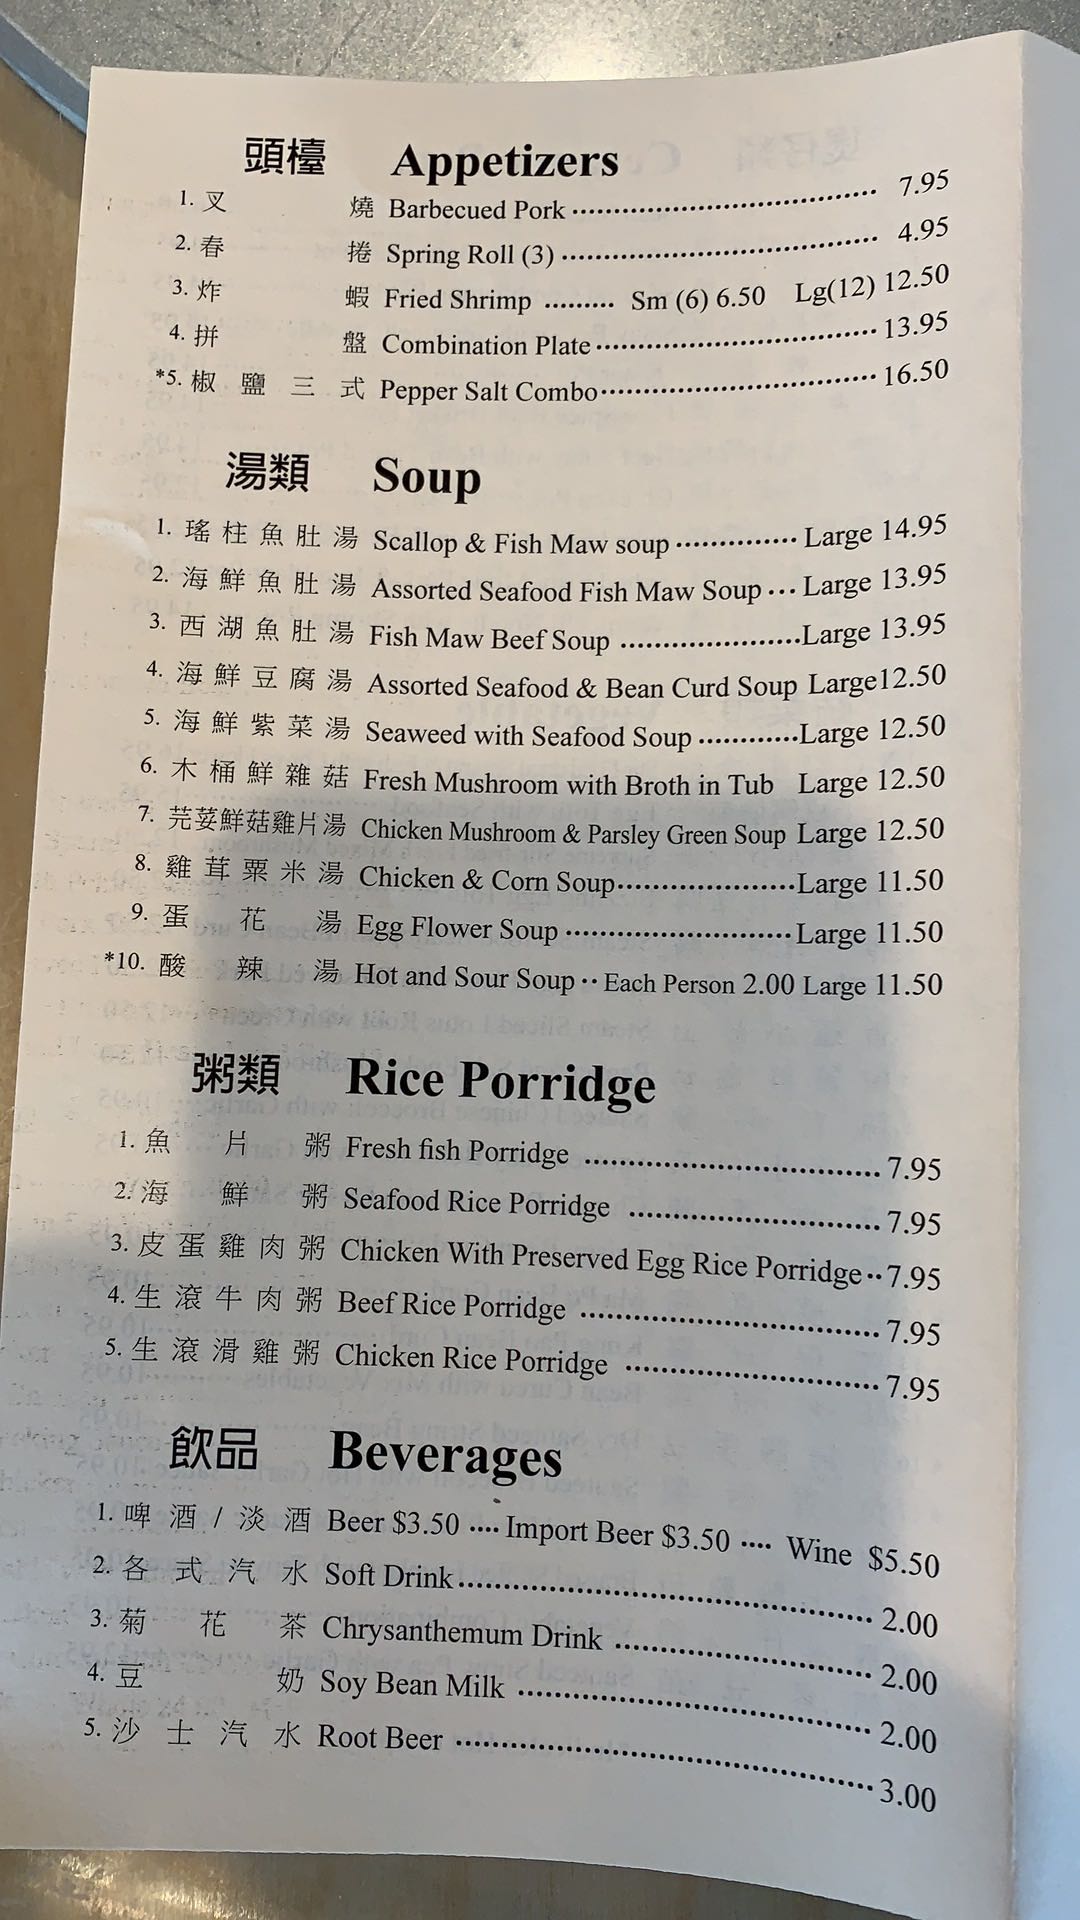 頭檯 Appetizers
1. 叉燒 Barbecued Pork 7.95
2. 春捲 Spring Roll (3) 4.95
3. 炸蝦 Fried Shrimp Sm (6) 6.50 Lg(12) 12.50
4. 拼盤 Combination Plate 13.95
*5. 椒鹽三式 Pepper Salt Combo 16.50
湯類 Soup
1. 瑤柱魚肚湯 Scallop & Fish Maw soup Large 14.95
2. 海鮮魚肚湯 Assorted Seafood Fish Maw Soup Large 13.95
3. 西湖魚肚湯 Fish Maw Beef Soup Large 13.95
4. 海鮮豆腐湯 Assorted Seafood & Bean Curd Soup Large12.50
5. 海鮮紫菜湯 Seaweed with Seafood Soup Large 12.50
6. 木桶鮮雜菇 Fresh Mushroom with Broth in Tub Large 12.50
7. 芫荽鮮菇雞片湯 Chicken Mushroom & Parsley Green Soup Large 12.50
8. 雞茸粟米湯 Chicken & Corn Soup Large 11.50
9. 蛋花湯 Egg Flower Soup Large 11.50
*10. 酸辣湯 Hot and Sour Soup Each Person 2.00 Large 11.50
粥類 Rice Porridge
1. 魚片粥 Fresh fish Porridge 7.95
2. 海鮮粥 Seafood Rice Porridge 7.95
3. 皮蛋雞肉粥 Chicken With Preserved Egg Rice Porridge 7.95
4. 生滾牛肉粥 Beef Rice Porridge 7.95
5. 生滾滑雞粥 Chicken Rice Porridge 7.95
飲品 Beverages
1. 啤酒/淡酒 Beer $3.50 Import Beer $3.50 Wine $5.50
2. 各式汽水 Soft Drink 2.00
3. 菊花茶 Chrysanthemum Drink 2.00
4. 豆奶 Soy Bean Milk 2.00
5. 沙士汽水 Root Beer 3.00